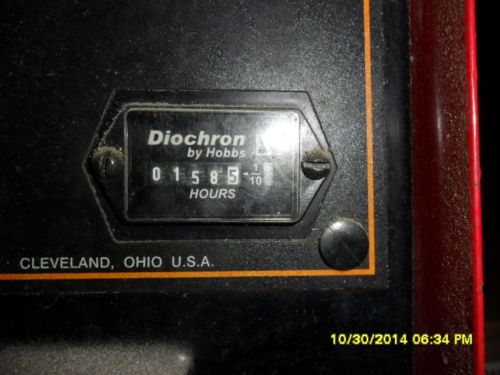 Diochron
by Hobbs
0 1 5 8 5 1/10
HOURS
CLEVELAND, OHIO U.S.A.
10/30/2014 06:34 PM